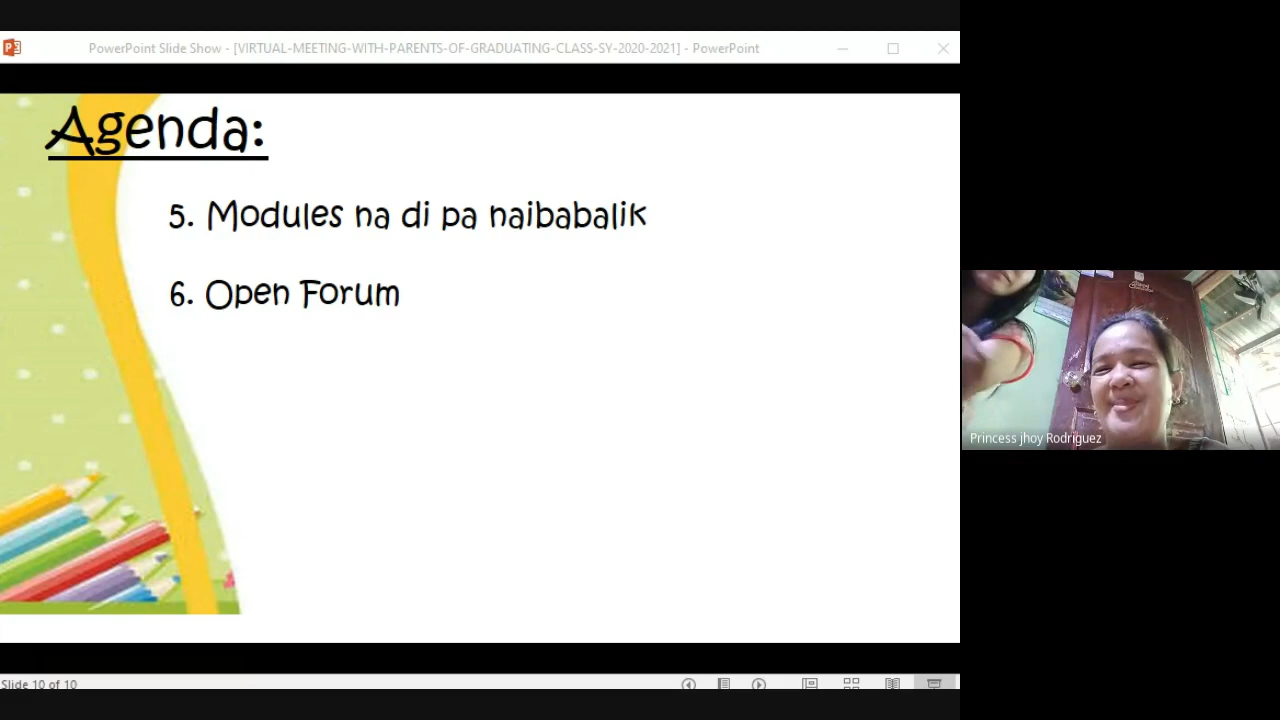 PowerPoint Slide Show - [VIRTUAL-MEETING-WITH-PARENTS-OF-GRADUATING-CLASS-SY-2020-2021] - PowerPoint
Agenda:
5. Modules na di pa naibabalik
6. Open Forum
Princess jhoy Rodriguez
Slide 10 of 10